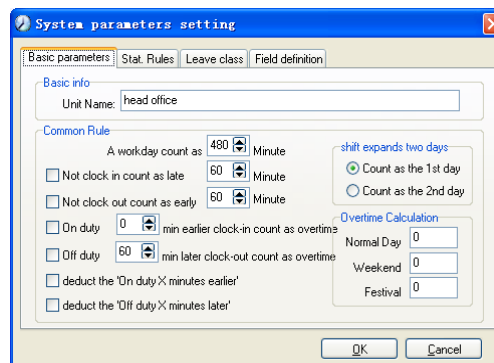 System parameters setting
Basic parameters Stat. Rules Leave class Field definition
Basic info
Unit Name: head office
Common Rule
A workday count as 480 Minute
Not clock in count as late 60 Minute
Not clock out count as early 60 Minute
On duty 0 min earlier clock-in count as overtime
Off duty 60 min later clock-out count as overtime
deduct the 'On duty X minutes earlier'
deduct the 'Off duty X minutes later'
shift expands two days
Count as the 1st day
Count as the 2nd day
Overtime Calculation
Normal Day 0
Weekend 0
Festival 0
OK Cancel